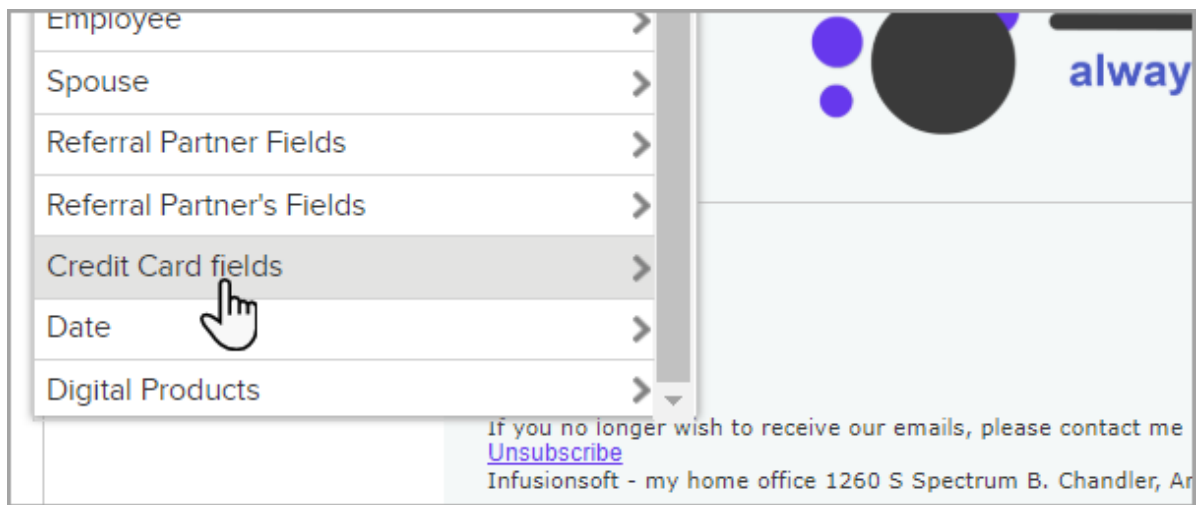 Employee
Spouse
Referral Partner Fields
Referral Partner's Fields
Credit Card fields
Date
Digital Products
alway
If you no longer wish to receive our emails, please contact me
Unsubscribe
Infusionsoft - my home office 1260 S Spectrum B. Chandler, Ar